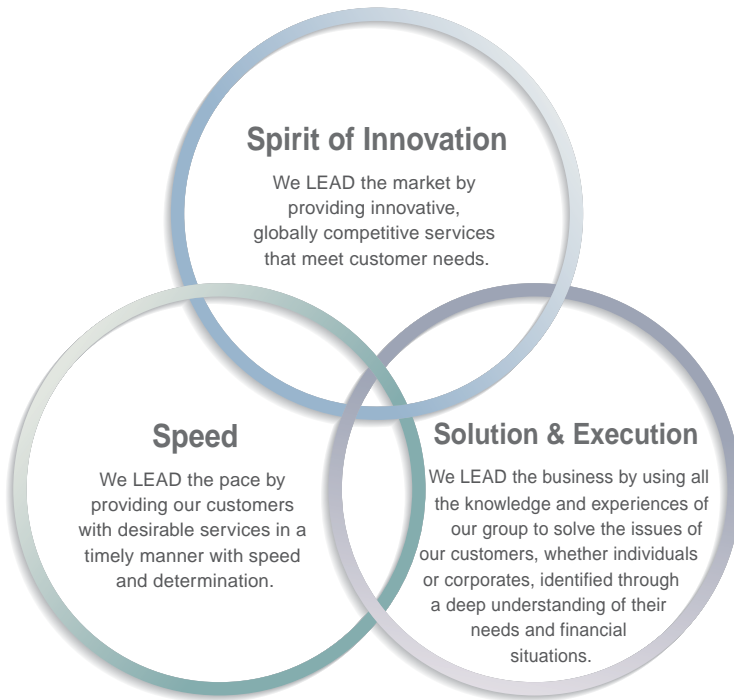 Spirit of Innovation
We LEAD the market by
providing innovative,
globally competitive services
that meet customer needs.
Speed
We LEAD the pace by
providing our customers
with desirable services in a
timely manner with speed
and determination.
Solution & Execution
We LEAD the business by using all
the knowledge and experiences of
our group to solve the issues of
our customers, whether individuals
or corporates, identified through
a deep understanding of their
needs and financial
situations.